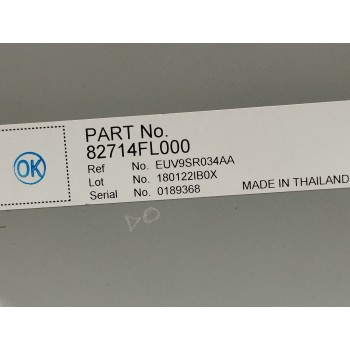 OK
PART No.
82714FL000
Ref No. EUV9SR034AA
Lot No. 180122IB0X
Serial No. 0189368
MADE IN THAILAND